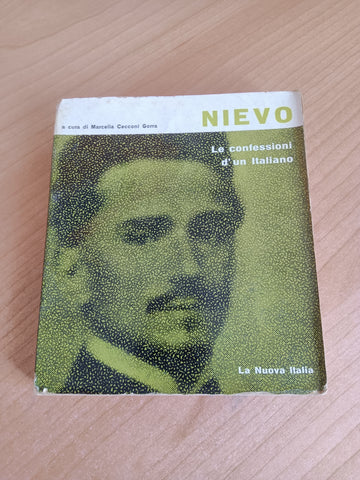 NIEVO
a cura di Marcella Cecconi Gorra
Le confessioni
d'un Italiano
La Nuova Italia